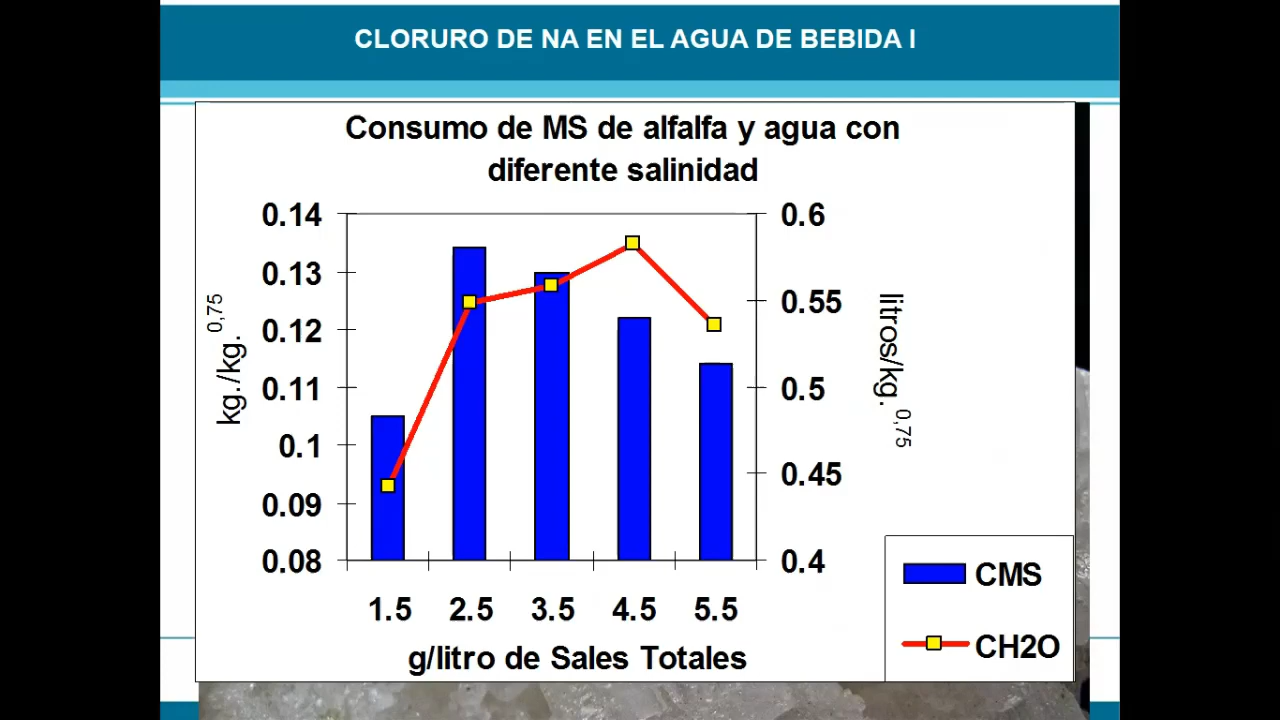 CLORURO DE NA EN EL AGUA DE BEBIDA I
Consumo de MS de alfalfa y agua con
diferente salinidad
0.14
0.13
0.12
0.11
0.1
0.09
0.08
kg./kg.0,75
0.6
0.55
0.5
0.45
0.4
litros/kg.0,75
1.5 2.5 3.5 4.5 5.5
g/litro de Sales Totales
CMS
CH2O